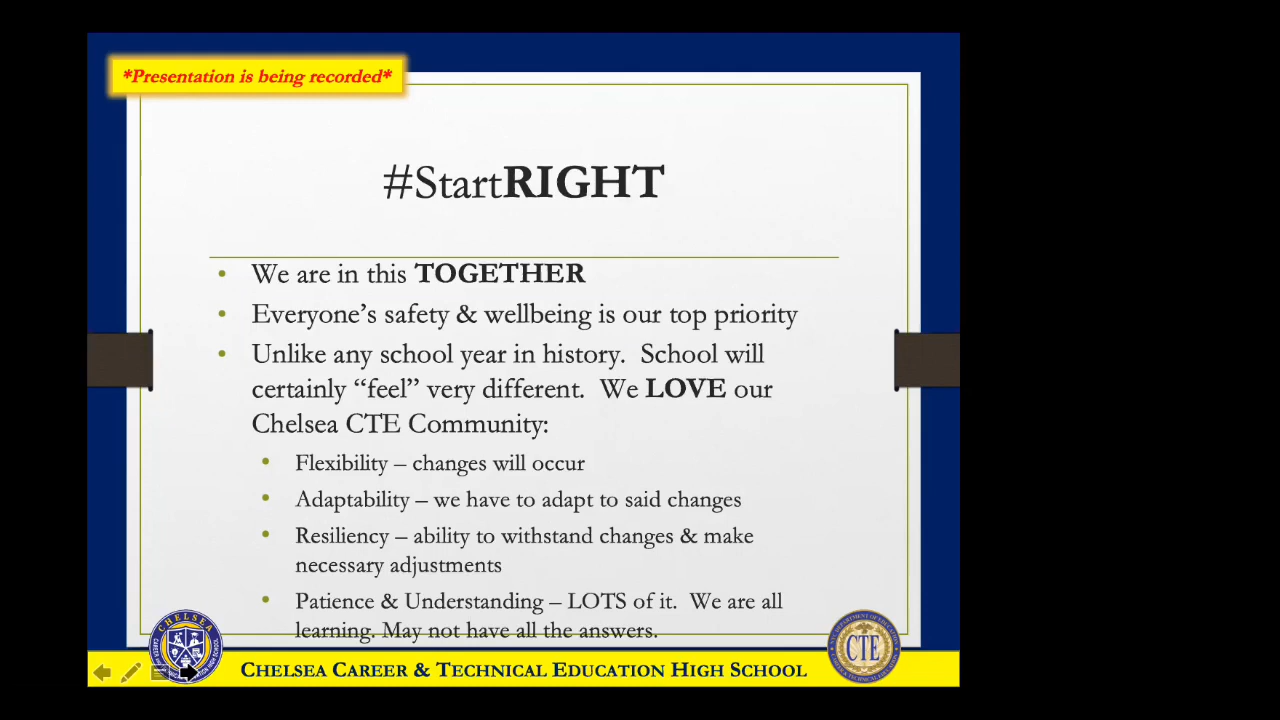 *Presentation is being recorded*
#StartRIGHT
• We are in this TOGETHER
• Everyone's safety & wellbeing is our top priority
• Unlike any school year in history.  School will
certainly “feel” very different.  We LOVE our
Chelsea CTE Community:
• Flexibility – changes will occur
• Adaptability – we have to adapt to said changes
• Resiliency – ability to withstand changes & make
necessary adjustments
• Patience & Understanding – LOTS of it.  We are all
learning. May not have all the answers.
CHELSEA
CTE
CHELSEA CAREER & TECHNICAL EDUCATION HIGH SCHOOL